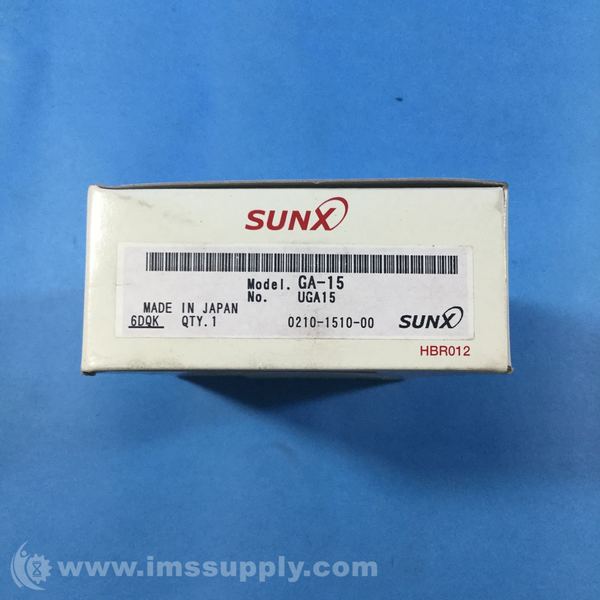 SUNX
Model. GA-15
No. UGA15
MADE IN JAPAN
6DQK QTY.1 0210-1510-00 SUNX
HBR012
www.imssupply.com